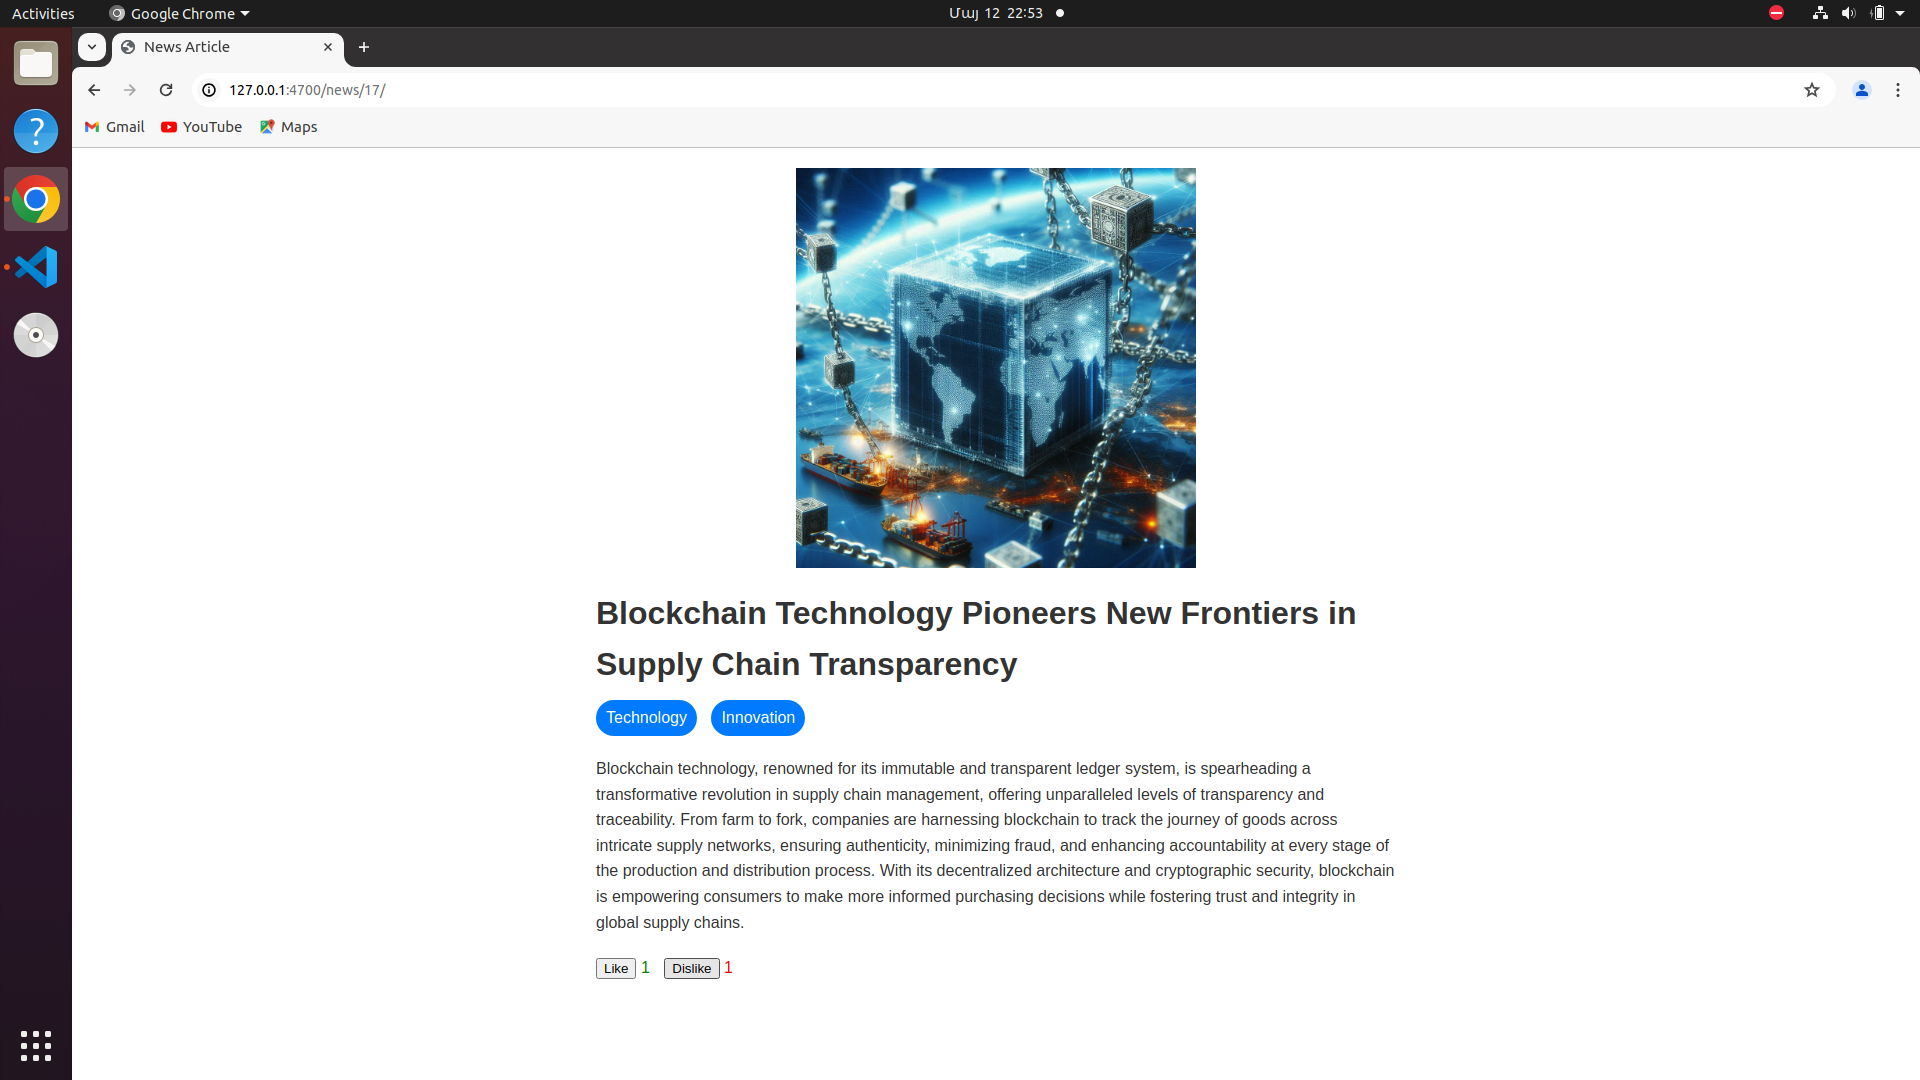 Activities
Google Chrome
Մայ 12 22:53
News Article
127.0.0.1:4700/news/17/
Gmail
YouTube
Maps
Blockchain Technology Pioneers New Frontiers in
Supply Chain Transparency
Technology
Innovation
Blockchain technology, renowned for its immutable and transparent ledger system, is spearheading a
transformative revolution in supply chain management, offering unparalleled levels of transparency and
traceability. From farm to fork, companies are harnessing blockchain to track the journey of goods across
intricate supply networks, ensuring authenticity, minimizing fraud, and enhancing accountability at every stage of
the production and distribution process. With its decentralized architecture and cryptographic security, blockchain
is empowering consumers to make more informed purchasing decisions while fostering trust and integrity in
global supply chains.
Like 1 Dislike 1